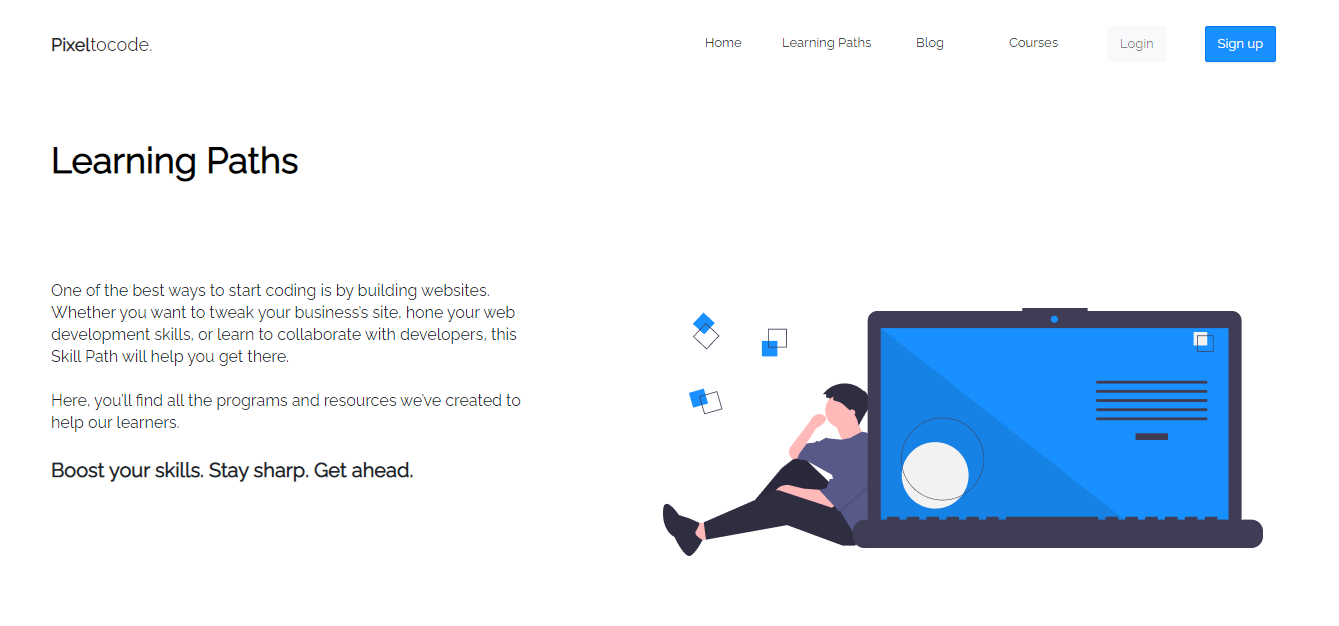 Pixeltocode.
Home Learning Paths Blog Courses Login Sign up
Learning Paths
One of the best ways to start coding is by building websites.
Whether you want to tweak your business's site, hone your web
development skills, or learn to collaborate with developers, this
Skill Path will help you get there.
Here, you'll find all the programs and resources we've created to
help our learners.
Boost your skills. Stay sharp. Get ahead.